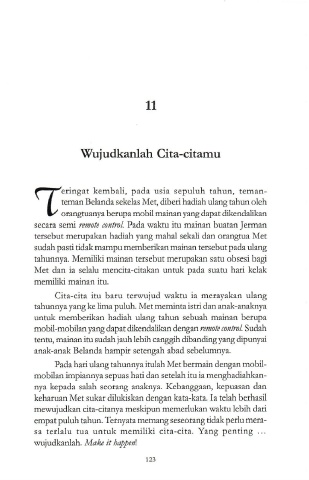 11
Wujudkanlah Cita-citamu
Teringat kembali, pada usia sepuluh tahun, teman-
teman Belanda sekelas Met, diberi hadiah ulang tahun oleh
orangtuanya berupa mobil mainan yang dapat dikendalikan
secara semi remote control. Pada waktu itu mainan buatan Jerman
tersebut merupakan hadiah yang mahal sekali dan orangtua Met
sudah pasti tidak mampu memberikan mainan tersebut pada ulang
tahunnya. Memiliki mainan tersebut merupakan satu obsesi bagi
Met dan ia selalu mencita-citakan untuk pada suatu hari kelak
memiliki mainan itu.
Cita-cita itu baru terwujud waktu ia merayakan ulang
tahunnya yang ke lima puluh. Met meminta istri dan anak-anaknya
untuk memberikan hadiah ulang tahun sebuah mainan berupa
mobil-mobilan yang dapat dikendalikan dengan remote control. Sudah
tentu, mainan itu sudah jauh lebih canggih dibanding yang dipunyai
anak-anak Belanda hampir setengah abad sebelumnya.
Pada hari ulang tahunnya itulah Met bermain dengan mobil-
mobilan impiannya sepuas hati dan setelah itu ia menghadiahkan-
nya kepada salah seorang anaknya. Kebanggaan, kepuasan dan
keharuan Met sukar dilukiskan dengan kata-kata. Ia telah berhasil
mewujudkan cita-citanya meskipun memerlukan waktu lebih dari
empat puluh tahun. Ternyata memang seseorang tidak perlu mera-
sa terlalu tua untuk memiliki cita-cita. Yang penting ...
wujudkanlah. Make it happen!
123